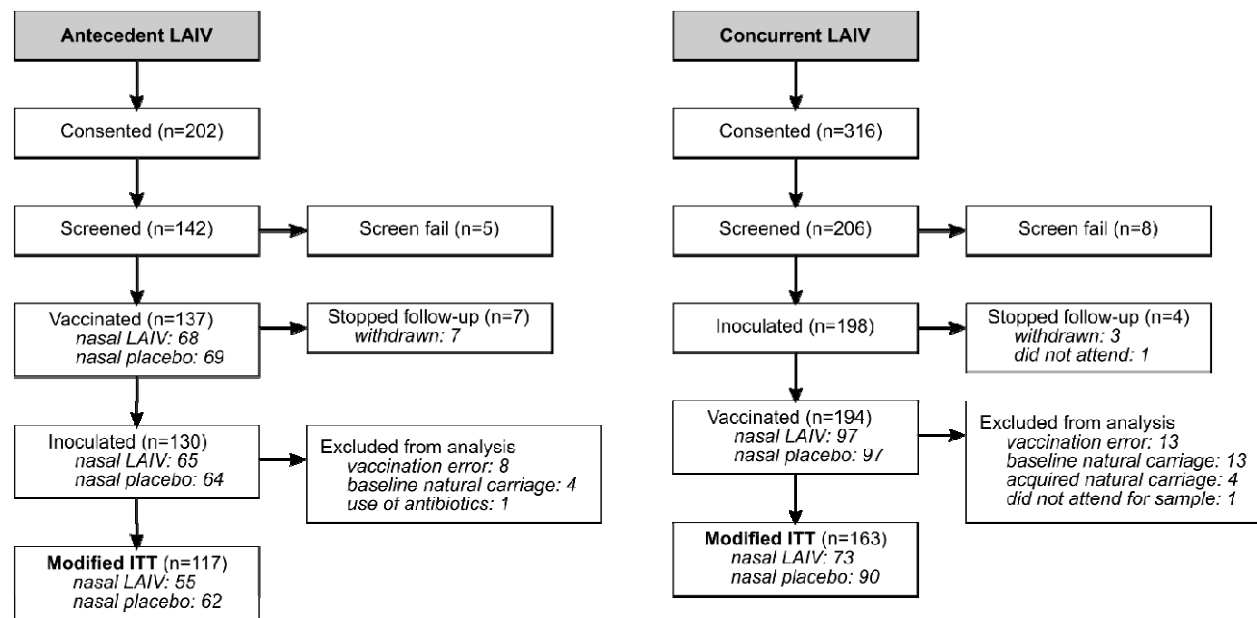 Antecedent LAIV
Consented (n=202)
Screened (n=142)
Screen fail (n=5)
Vaccinated (n=137)
nasal LAIV: 68
nasal placebo: 69
Stopped follow-up (n=7)
withdrawn: 7
Inoculated (n=130)
nasal LAIV: 65
nasal placebo: 64
Excluded from analysis
vaccination error: 8
baseline natural carriage: 4
use of antibiotics: 1
Modified ITT (n=117)
nasal LAIV: 55
nasal placebo: 62
Concurrent LAIV
Consented (n=316)
Screened (n=206)
Screen fail (n=8)
Inoculated (n=198)
Stopped follow-up (n=4)
withdrawn: 3
did not attend: 1
Vaccinated (n=194)
nasal LAIV: 97
nasal placebo: 97
Excluded from analysis
vaccination error: 13
baseline natural carriage: 13
acquired natural carriage: 4
did not attend for sample: 1
Modified ITT (n=163)
nasal LAIV: 73
nasal placebo: 90